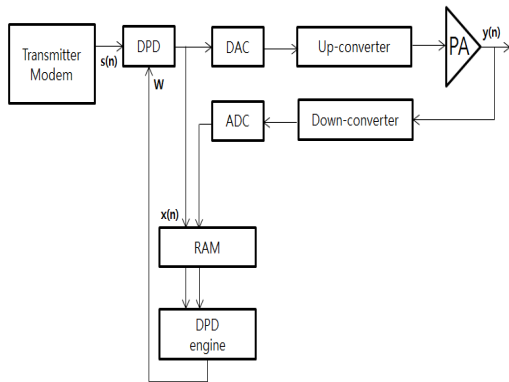 Transmitter
Modem
s(n)
DPD
DAC
Up-converter
PA
y(n)
W
ADC
Down-converter
x(n)
RAM
DPD
engine